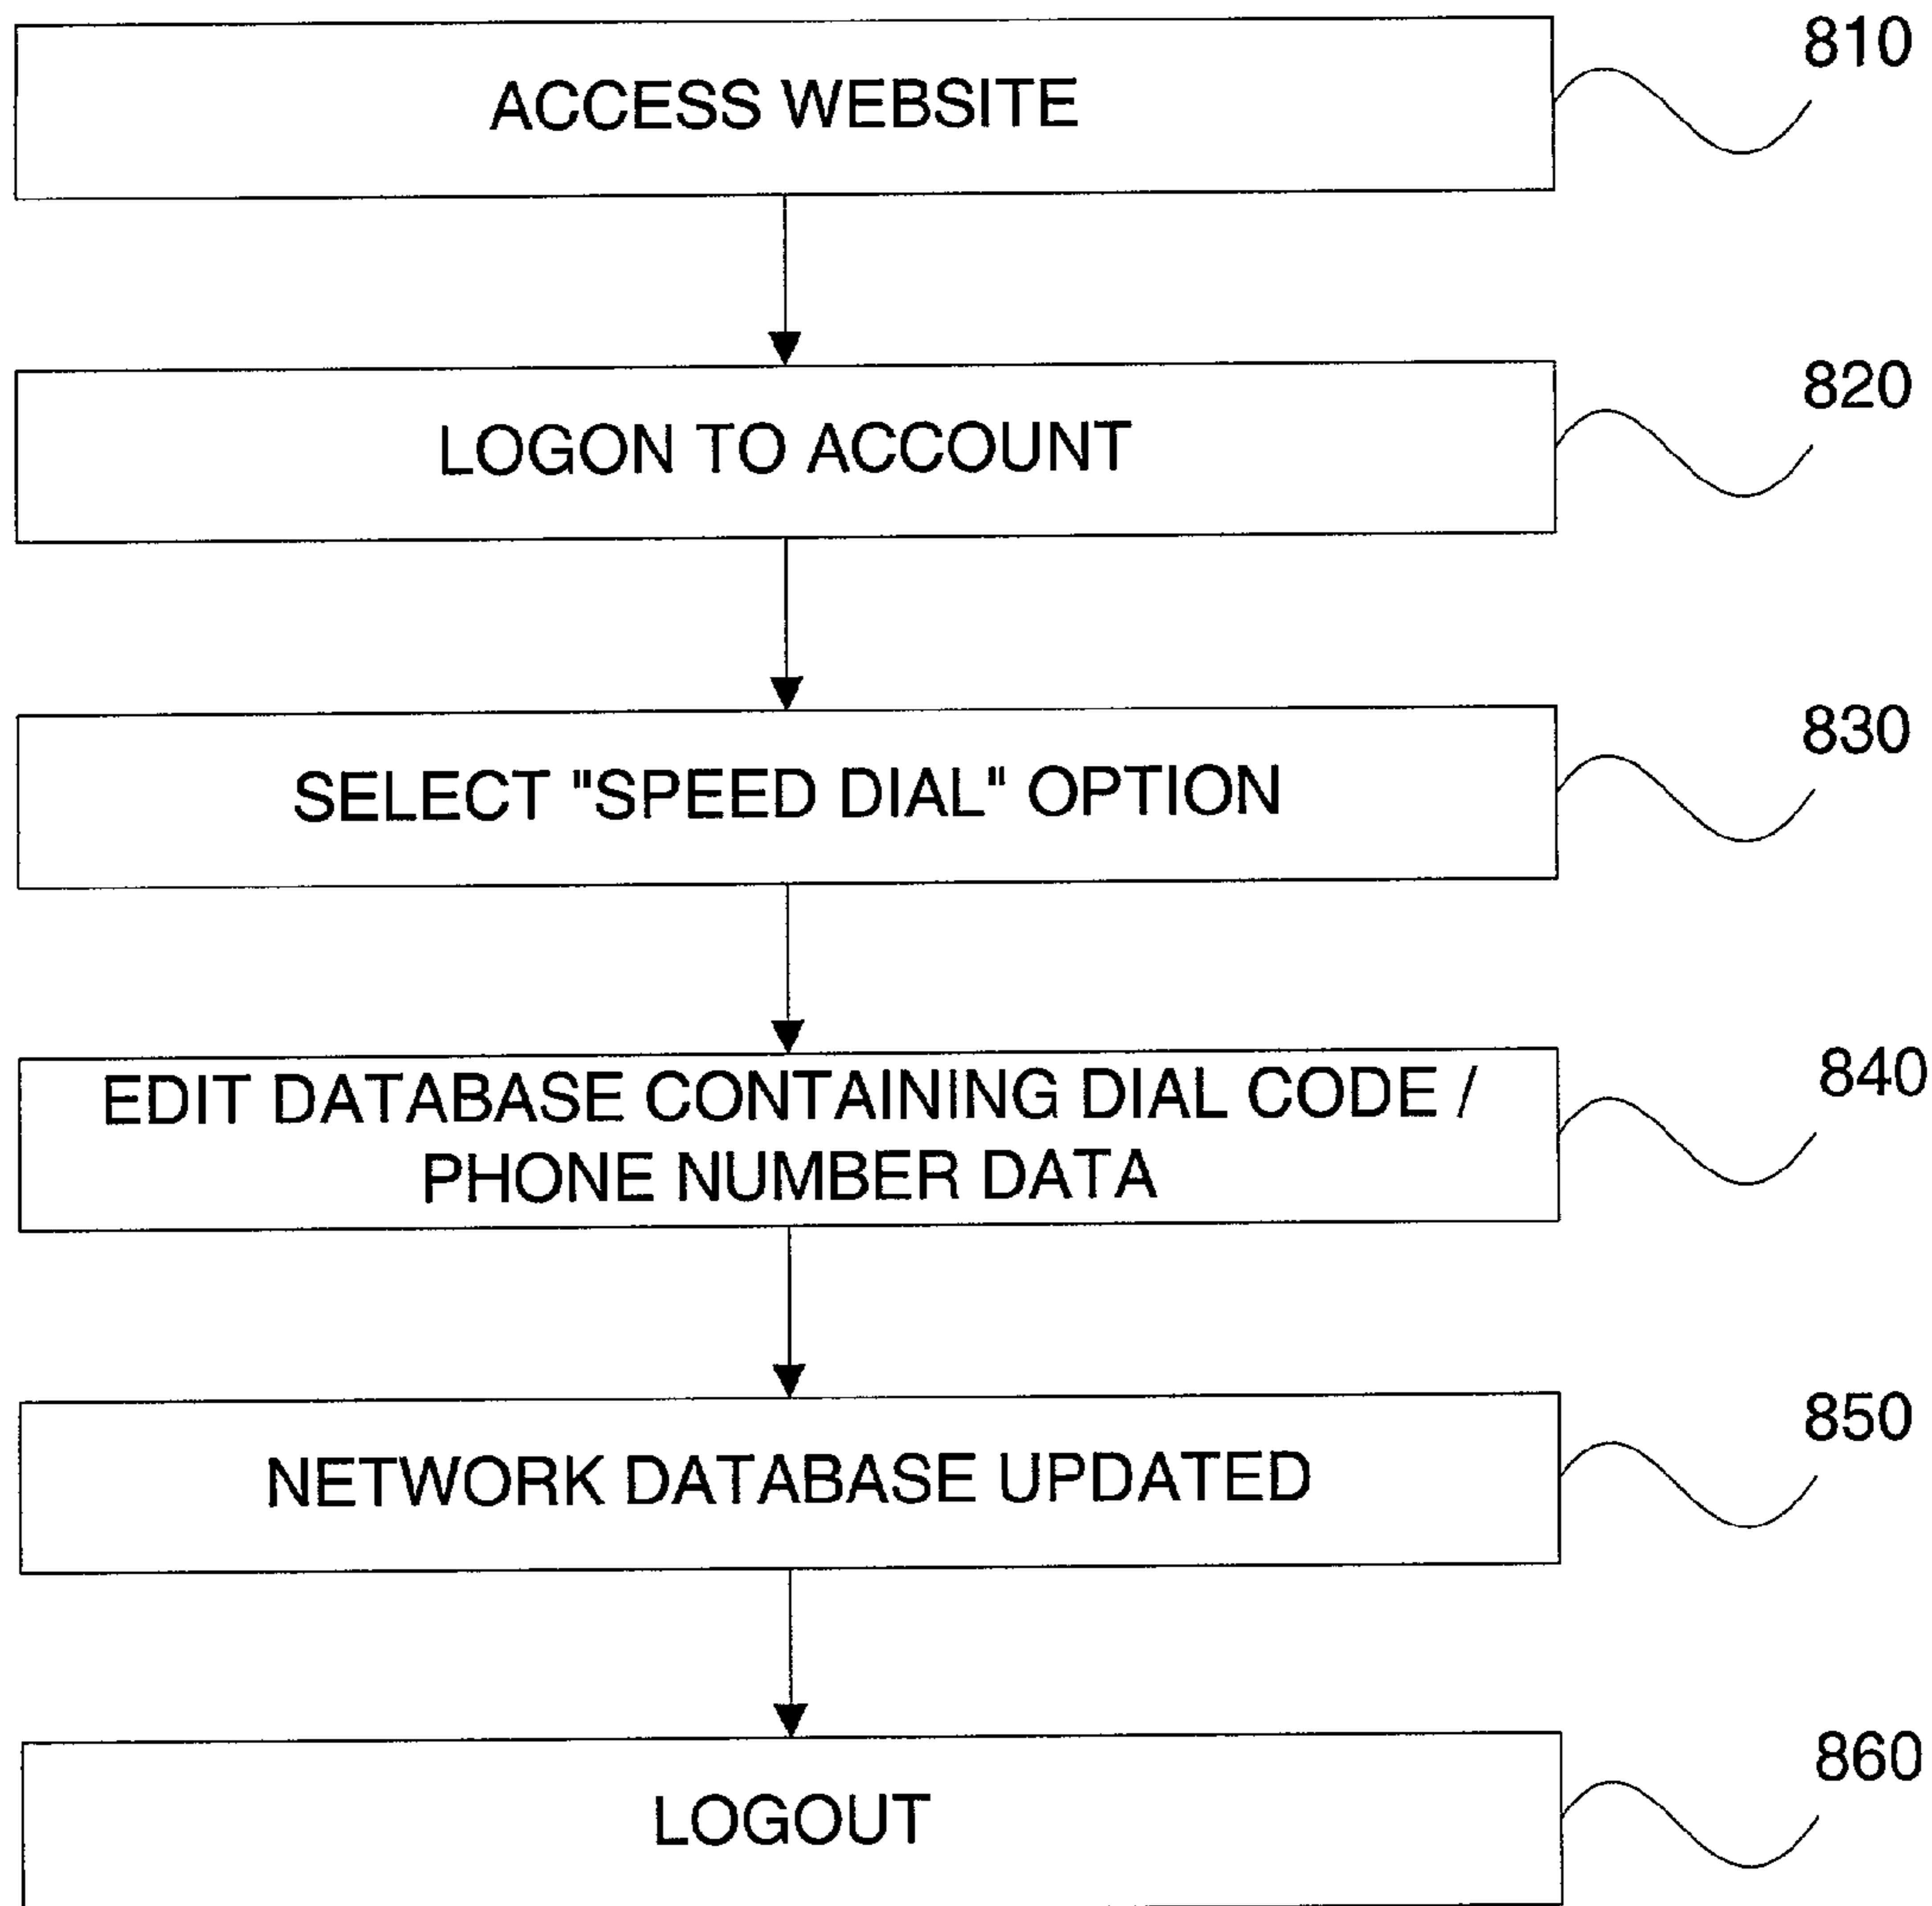 810
ACCESS WEBSITE
820
LOGON TO ACCOUNT
830
SELECT "SPEED DIAL" OPTION
840
EDIT DATABASE CONTAINING DIAL CODE /
PHONE NUMBER DATA
850
NETWORK DATABASE UPDATED
860
LOGOUT